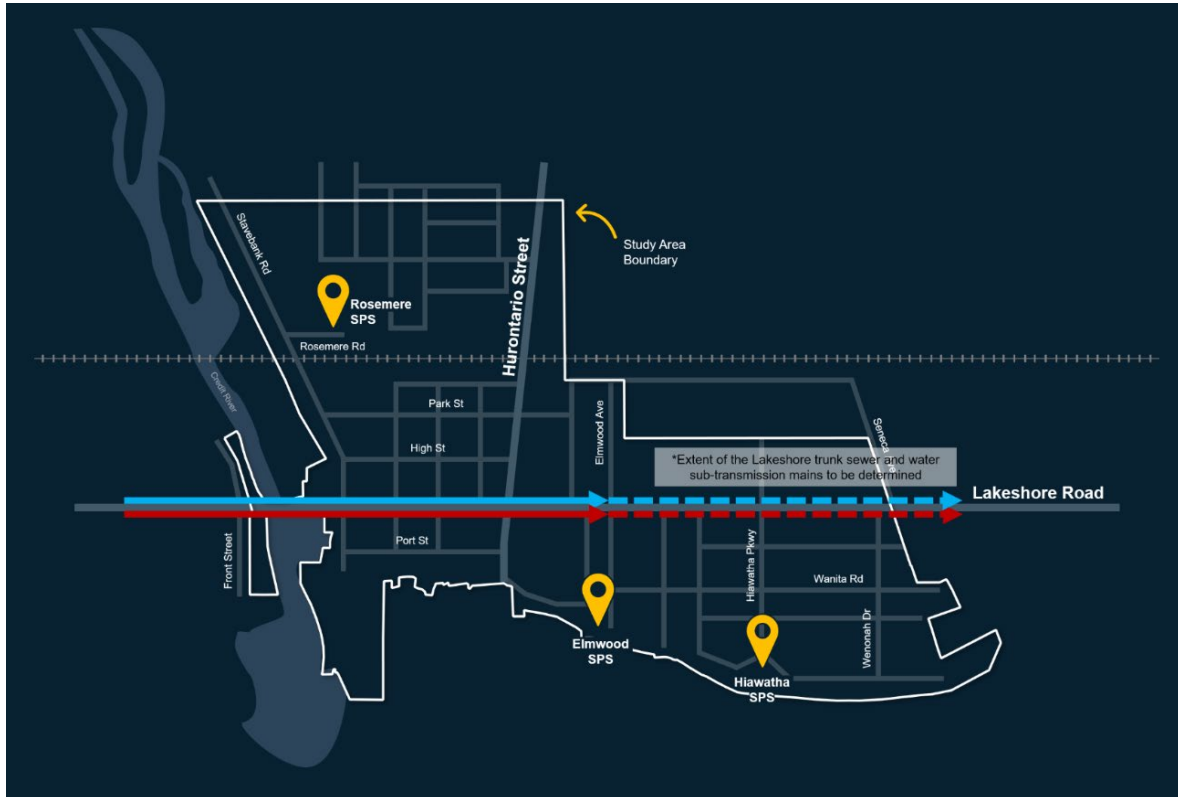 Stavebank Rd
Hurontario Street
Study Area
Boundary
Rosemere
SPS
Rosemere Rd
Credit River
Park St
Elmwood Ave
High St
*Extent of the Lakeshore trunk sewer and water
sub-transmission mains to be determined
Lakeshore Road
Front Street
Port St
Hiawatha Pkwy
Wanita Rd
Wenonah Dr
Elmwood
SPS
Hiawatha
SPS